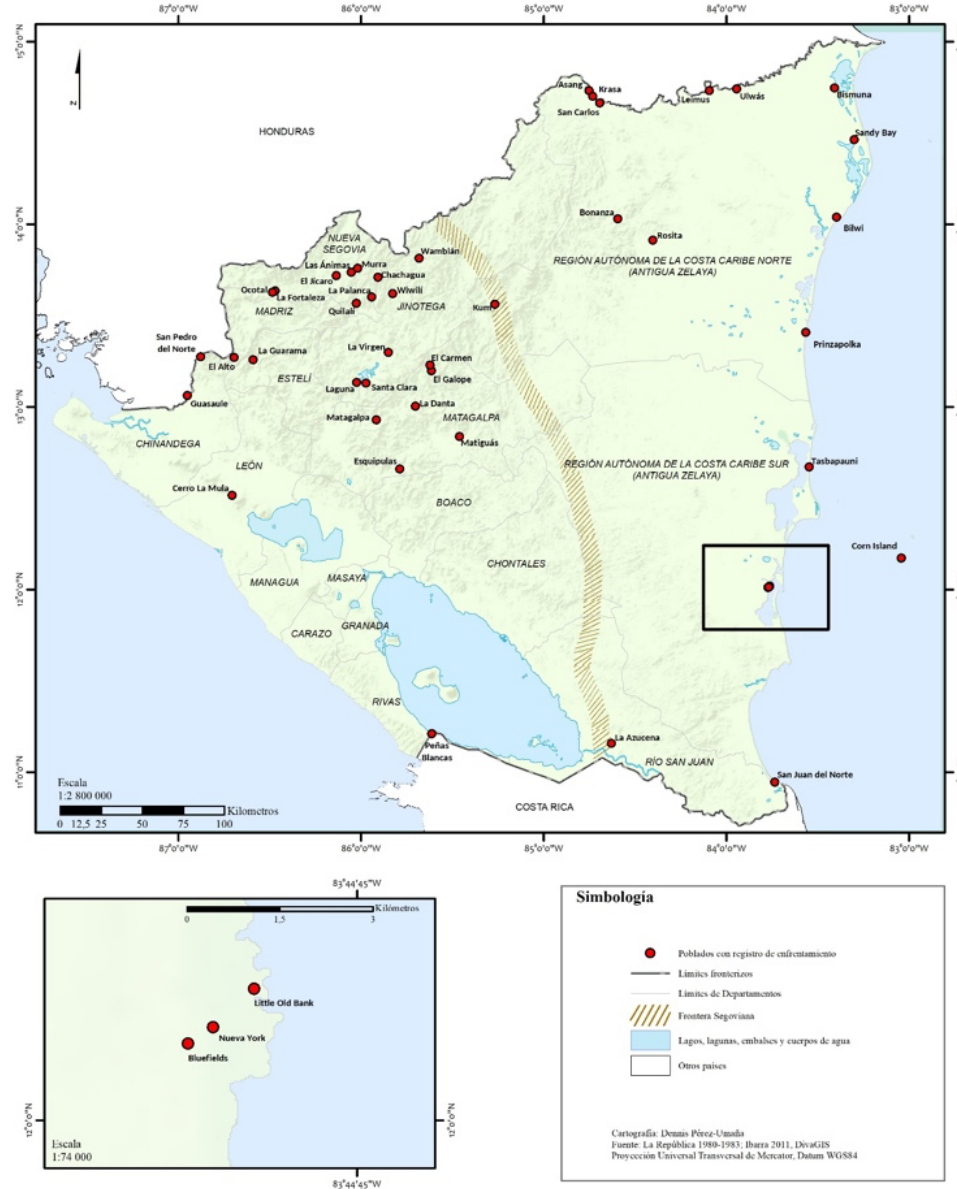 87°0'0"W 86°0'0"W 85°0'0"W 84°0'0"W 83°0'0"W
15°0'0"N
14°0'0"N
13°0'0"N
12°0'0"N
11°0'0"N
N
HONDURAS
Asang
Krasa
San Carlos
Leimus
Ulwás
Bismuna
Sandy Bay
Bilwi
Bonanza
Rosita
REGIÓN AUTÓNOMA DE LA COSTA CARIBE NORTE
(ANTIGUA ZELAYA)
NUEVA
SEGOVIA
Wamblán
Las Ánimas
Murra
El Jícaro
Chachagua
Ocotal
La Fortaleza
La Palanca
Wiwilí
Quilalí
MADRIZ
JINOTEGA
Kum
Prinzapolka
San Pedro
del Norte
El Alto
La Guarama
La Virgen
El Carmen
El Galope
ESTELÍ
Laguna
Santa Clara
La Danta
Guasaule
Matagalpa
MATAGALPA
Matiguás
CHINANDEGA
LEÓN
Esquipulas
REGIÓN AUTÓNOMA DE LA COSTA CARIBE SUR
(ANTIGUA ZELAYA)
Tasbapauni
Cerro La Mula
BOACO
Corn Island
CHONTALES
MANAGUA
MASAYA
GRANADA
CARAZO
RIVAS
Peñas
Blancas
La Azucena
RÍO SAN JUAN
San Juan del Norte
COSTA RICA
Escala
1:2 800 000
Kilometros
0 12,5 25 50 75 100
87°0'0"W 86°0'0"W 85°0'0"W 84°0'0"W 83°0'0"W
83°44'45"W
Kilómetros
0 1,5 3
Little Old Bank
Nueva York
Bluefields
12°0'0"N
12°0'0"N
Escala
1:74 000
83°44'45"W
Simbología
Poblados con registro de enfrentamiento
Límites fronterizos
Límites de Departamentos
Frontera Segoviana
Lagos, lagunas, embalses y cuerpos de agua
Otros países
Cartografía: Dennis Pérez-Umaña
Fuente: La República 1980-1983; Ibarra 2011, DivaGIS
Proyección Universal Transversal de Mercator, Datum WGS84